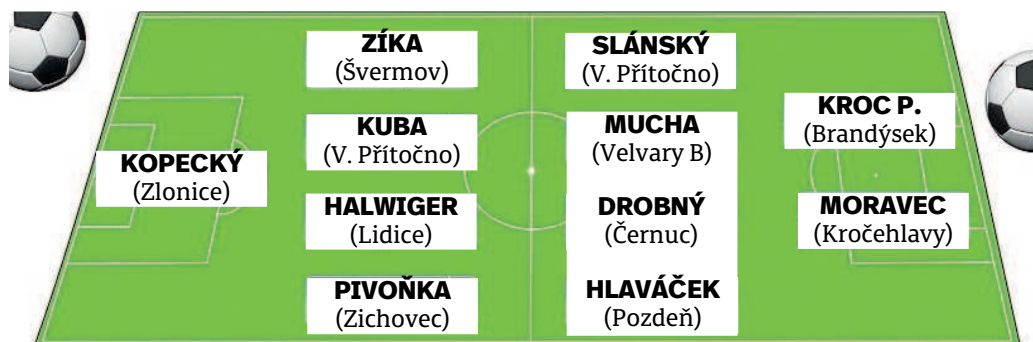 KOPECKÝ
(Zlonice)
ZÍKA
(Švermov)
KUBA
(V. Přítočno)
HALWIGER
(Lidice)
PIVOŇKA
(Zichovec)
SLÁNSKÝ
(V. Přítočno)
MUCHA
(Velvary B)
DROBNÝ
(Černuc)
HLAVÁČEK
(Pozdeň)
KROC P.
(Brandýsek)
MORAVEC
(Kročehlavy)